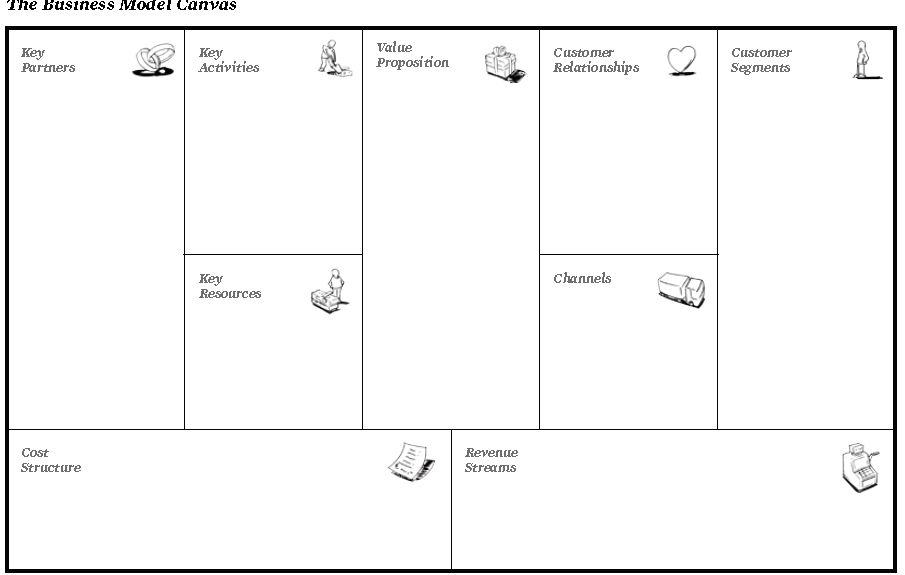 The Business Model Canvas
Key
Partners
Key
Activities
Value
Proposition
Customer
Relationships
Customer
Segments
Key
Resources
Channels
Cost
Structure
Revenue
Streams